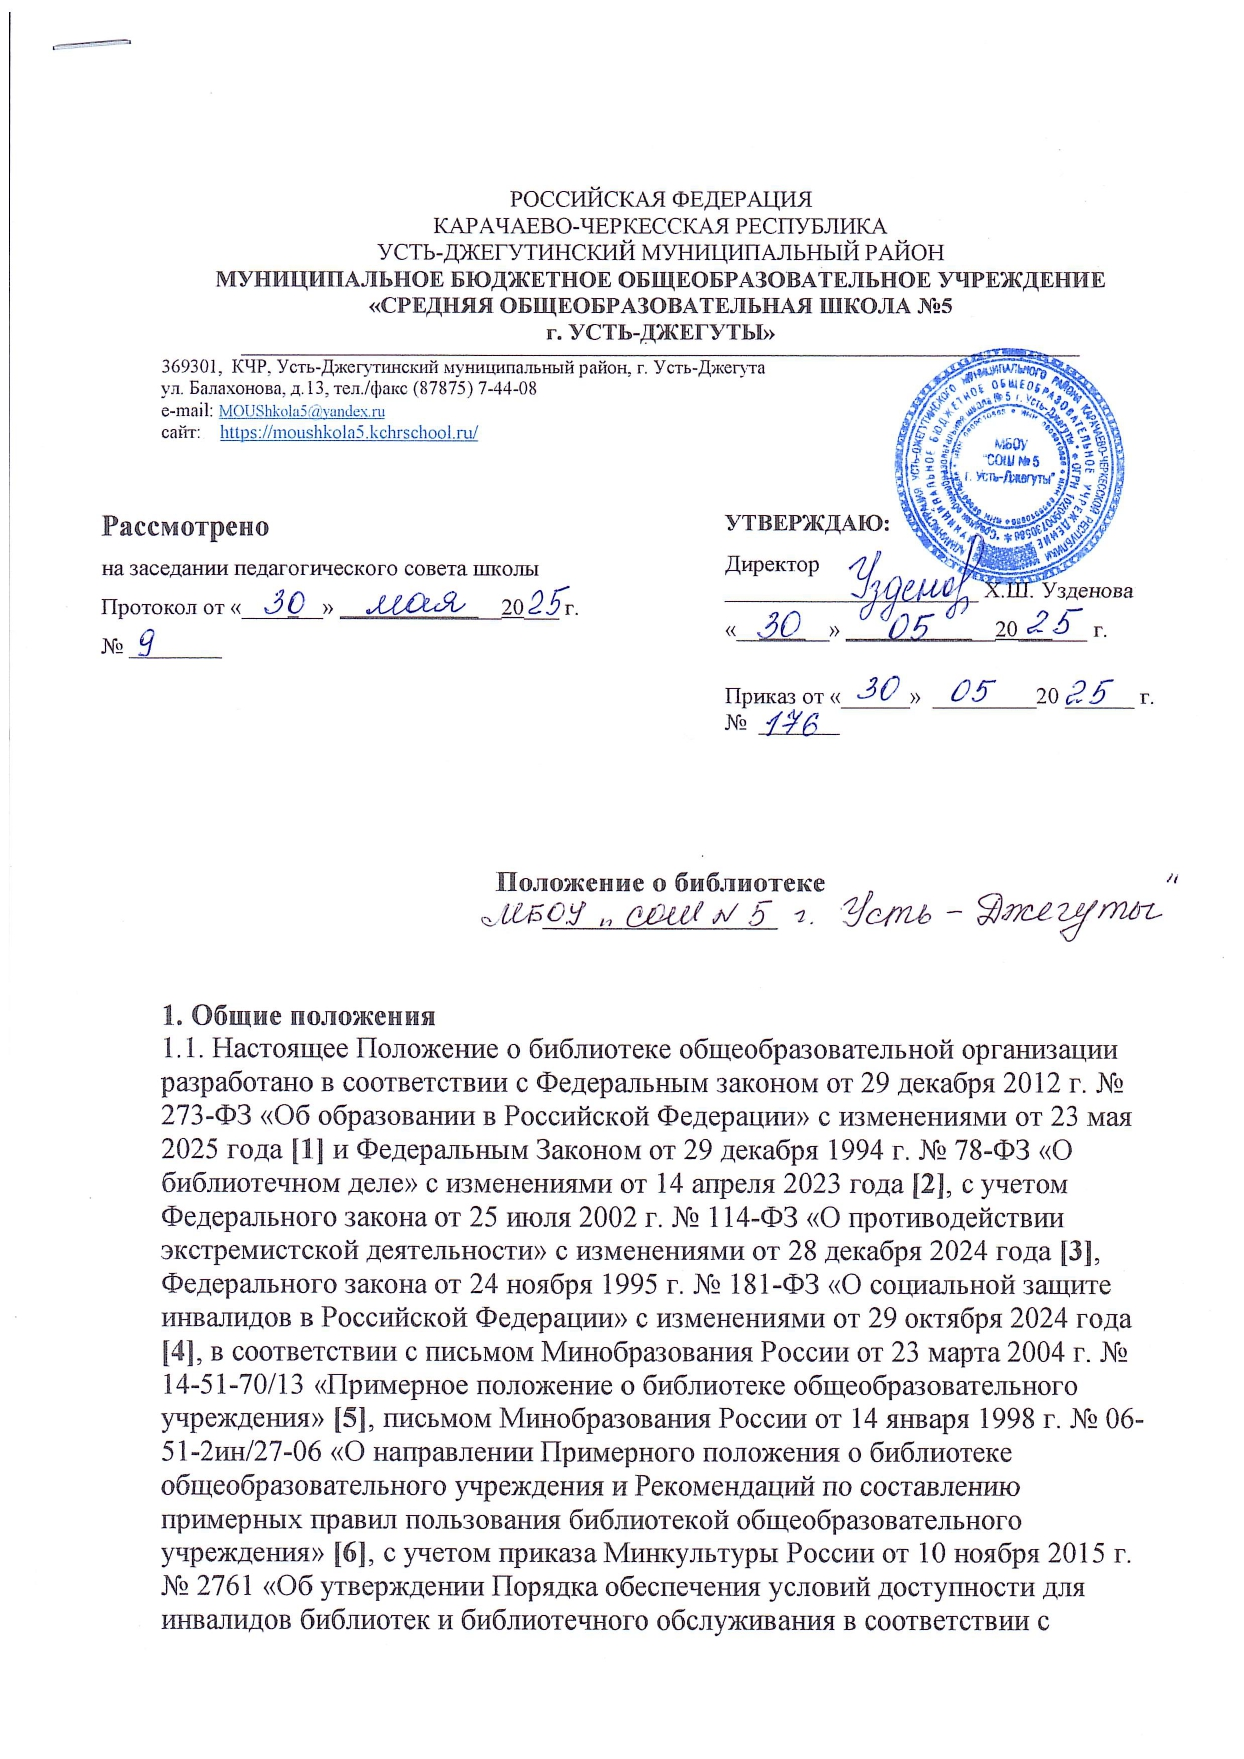 РОССИЙСКАЯ ФЕДЕРАЦИЯ
КАРАЧАЕВО-ЧЕРКЕССКАЯ РЕСПУБЛИКА
УСТЬ-ДЖЕГУТИНСКИЙ МУНИЦИПАЛЬНЫЙ РАЙОН
МУНИЦИПАЛЬНОЕ БЮДЖЕТНОЕ ОБЩЕОБРАЗОВАТЕЛЬНОЕ УЧРЕЖДЕНИЕ
«СРЕДНЯЯ ОБЩЕОБРАЗОВАТЕЛЬНАЯ ШКОЛА №5
г. УСТЬ-ДЖЕГУТЫ»
369301, КЧР, Усть-Джегутинский муниципальный район, г. Усть-Джегута
ул. Балахонова, д.13, тел./факс (87875) 7-44-08
e-mail: MOUShkola5@yandex.ru
сайт: https://moushkola5.kchrschool.ru/
МБОУ
"СОШ № 5
г. Усть-Джегуты"
Рассмотрено
на заседании педагогического совета школы
Протокол от « 30 » мая 2025 г.
№ 9
УТВЕРЖДАЮ:
Директор
Узденов Х.Ш. Узденова
« 30 » 05 20 25 г.
Приказ от « 30 » 05 20 25 г.
№ 176
Положение о библиотеке
„МБОУ „ СОШ N 5 г. Усть - Джегуты"
1. Общие положения
1.1. Настоящее Положение о библиотеке общеобразовательной организации
разработано в соответствии с Федеральным законом от 29 декабря 2012 г. №
273-ФЗ «Об образовании в Российской Федерации» с изменениями от 23 мая
2025 года [1] и Федеральным Законом от 29 декабря 1994 г. № 78-ФЗ «О
библиотечном деле» с изменениями от 14 апреля 2023 года [2], с учетом
Федерального закона от 25 июля 2002 г. № 114-ФЗ «О противодействии
экстремистской деятельности» с изменениями от 28 декабря 2024 года [3],
Федерального закона от 24 ноября 1995 г. № 181-ФЗ «О социальной защите
инвалидов в Российской Федерации» с изменениями от 29 октября 2024 года
[4], в соответствии с письмом Минобразования России от 23 марта 2004 г. №
14-51-70/13 «Примерное положение о библиотеке общеобразовательного
учреждения» [5], письмом Минобразования России от 14 января 1998 г. № 06-
51-2ин/27-06 «О направлении Примерного положения о библиотеке
общеобразовательного учреждения и Рекомендаций по составлению
примерных правил пользования библиотекой общеобразовательного
учреждения» [6], с учетом приказа Минкультуры России от 10 ноября 2015 г.
№ 2761 «Об утверждении Порядка обеспечения условий доступности для
инвалидов библиотек и библиотечного обслуживания в соответствии с